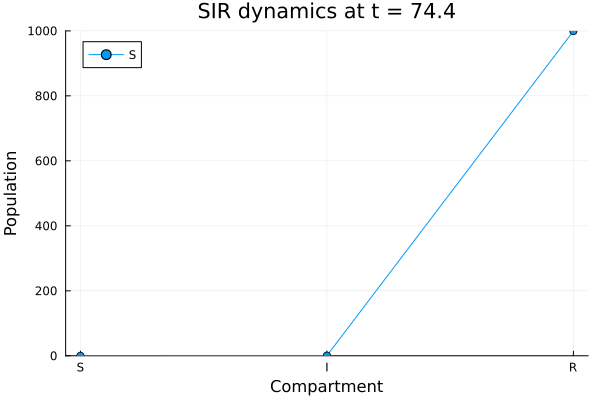 SIR dynamics at t = 74.4
S
1000
800
600
400
200
0
Population
S I R
Compartment